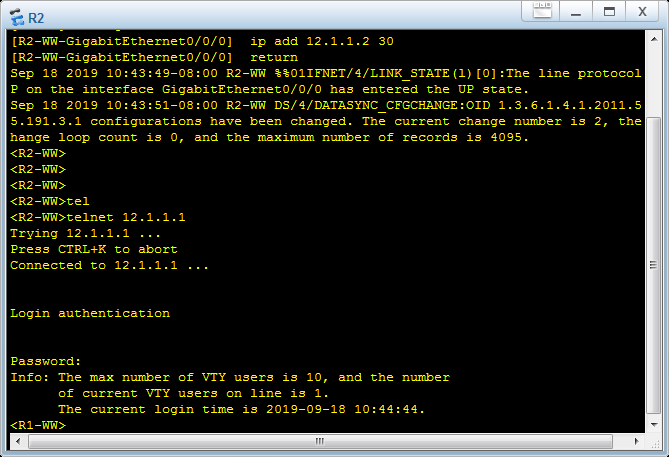 R2
[R2-WW-GigabitEthernet0/0/0]  ip add 12.1.1.2 30
[R2-WW-GigabitEthernet0/0/0]  return
Sep 18 2019 10:43:49-08:00 R2-WW %%01IFNET/4/LINK_STATE(l)[0]:The line protocol
P on the interface GigabitEthernet0/0/0 has entered the UP state.
Sep 18 2019 10:43:51-08:00 R2-WW DS/4/DATASYNC_CFGCHANGE:OID 1.3.6.1.4.1.2011.5
5.191.3.1 configurations have been changed. The current change number is 2, the
hange loop count is 0, and the maximum number of records is 4095.
<R2-WW>
<R2-WW>
<R2-WW>
<R2-WW>tel
<R2-WW>telnet 12.1.1.1
Trying 12.1.1.1 ...
Press CTRL+K to abort
Connected to 12.1.1.1 ...
Login authentication
Password:
Info: The max number of VTY users is 10, and the number
of current VTY users on line is 1.
The current login time is 2019-09-18 10:44:44.
<R1-WW>